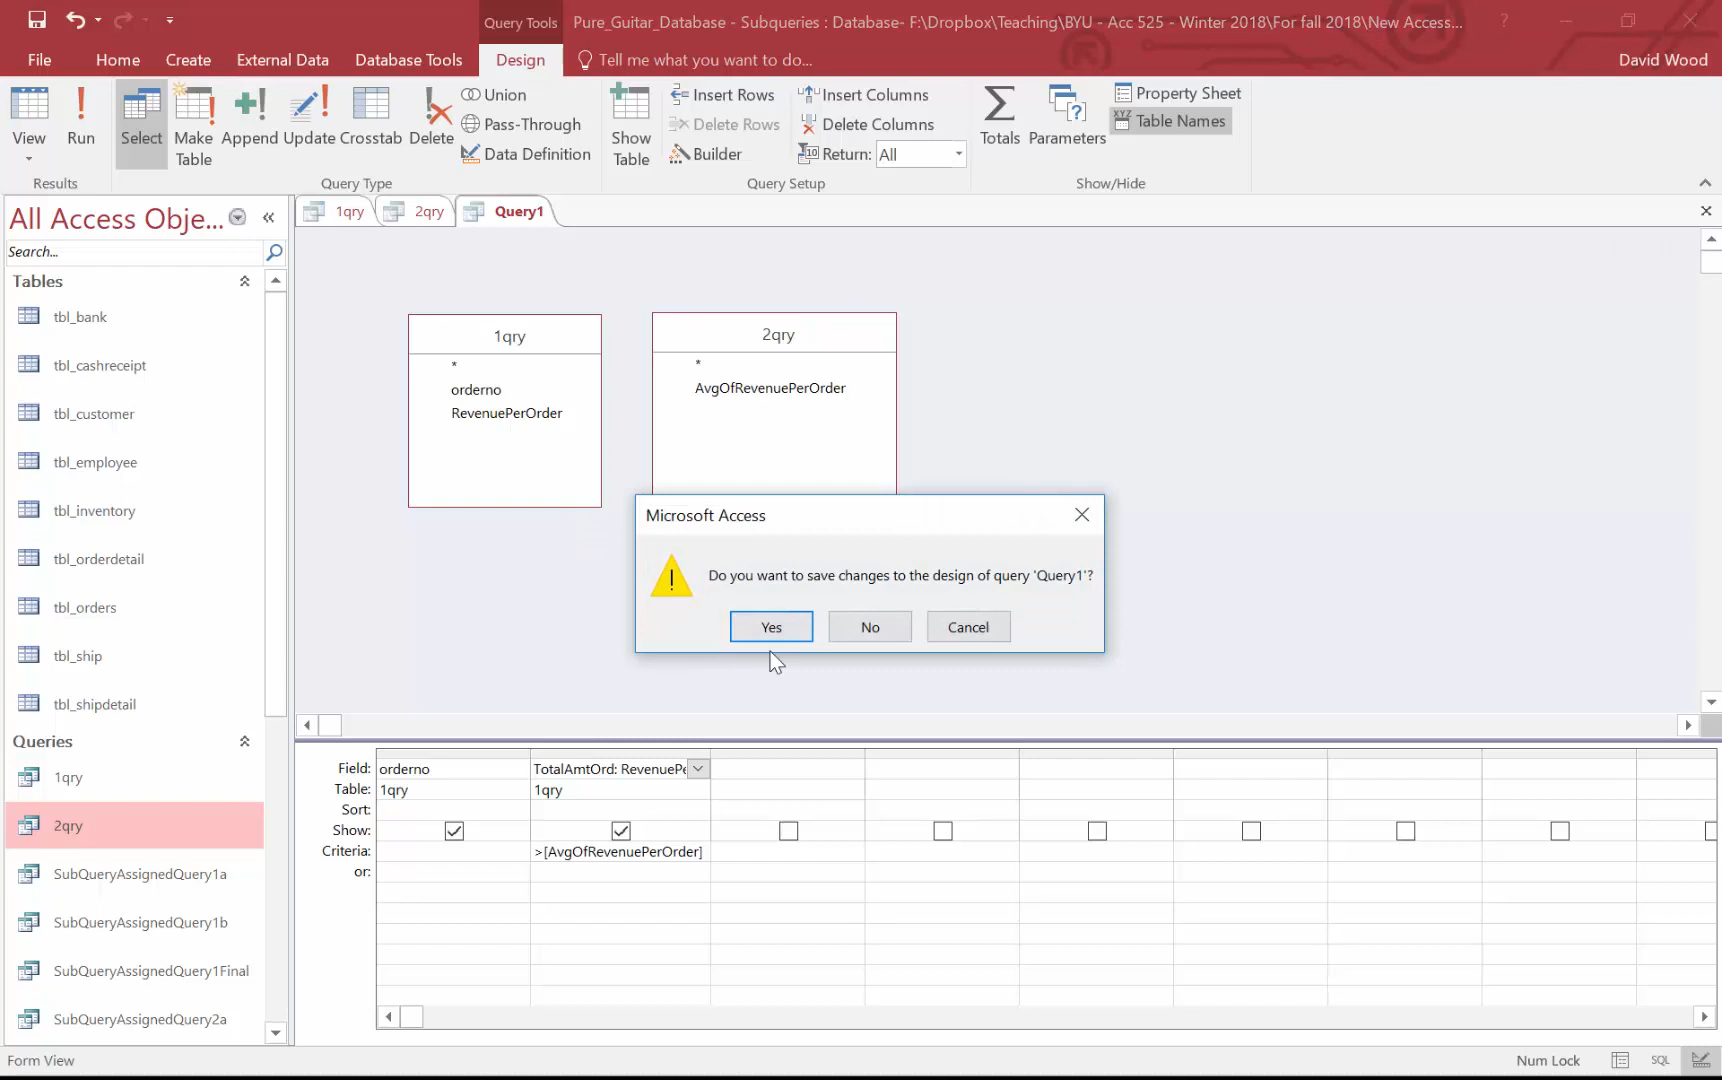 Query Tools
Pure_Guitar_Database - Subqueries : Database- F:\Dropbox\Teaching\BYU - Acc 525 - Winter 2018\For fall 2018\New Access...
File
Home
Create
External Data
Database Tools
Design
Tell me what you want to do...
David Wood
View
Run
Select
Make Table
Append
Update
Crosstab
Delete
Union
Pass-Through
Data Definition
Show Table
Insert Rows
Delete Rows
Builder
Insert Columns
Delete Columns
Return: All
Totals
Parameters
Property Sheet
Table Names
Results
Query Type
Query Setup
Show/Hide
All Access Obje...
Search...
Tables
tbl_bank
tbl_cashreceipt
tbl_customer
tbl_employee
tbl_inventory
tbl_orderdetail
tbl_orders
tbl_ship
tbl_shipdetail
Queries
1qry
2qry
SubQueryAssignedQuery1a
SubQueryAssignedQuery1b
SubQueryAssignedQuery1Final
SubQueryAssignedQuery2a
1qry
2qry
Query1
1qry
*
orderno
RevenuePerOrder
2qry
*
AvgOfRevenuePerOrder
Microsoft Access
Do you want to save changes to the design of query 'Query1'?
Yes
No
Cancel
Field: orderno TotalAmtOrd: RevenuePe
Table: 1qry 1qry
Sort:
Show:
Criteria: >[AvgOfRevenuePerOrder]
or:
Form View
Num Lock
SQL